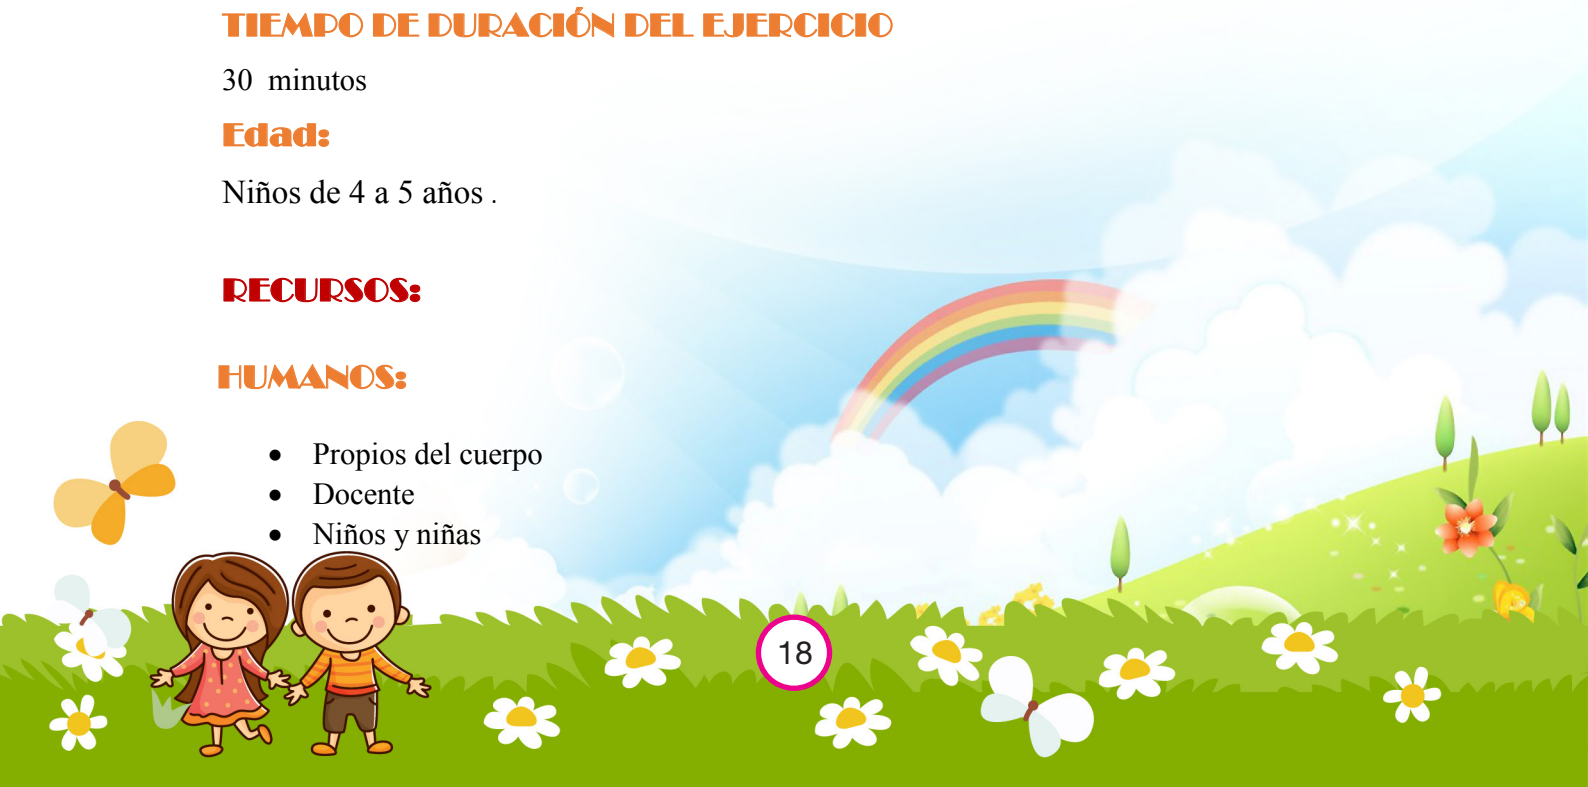 TIEMPO DE DURACIÓN DEL EJERCICIO
30 minutos
Edad:
Niños de 4 a 5 años .
RECURSOS:
HUMANOS:
• Propios del cuerpo
• Docente
• Niños y niñas
18